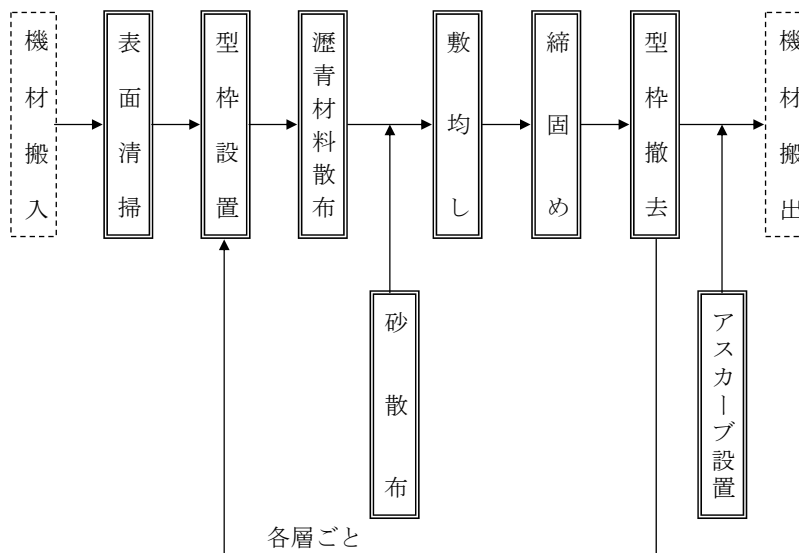 機材搬入
表面清掃
型枠設置
瀝青材料散布
敷均し
締固め
型枠撤去
機材搬出
砂散布
アスカーブ設置
各層ごと